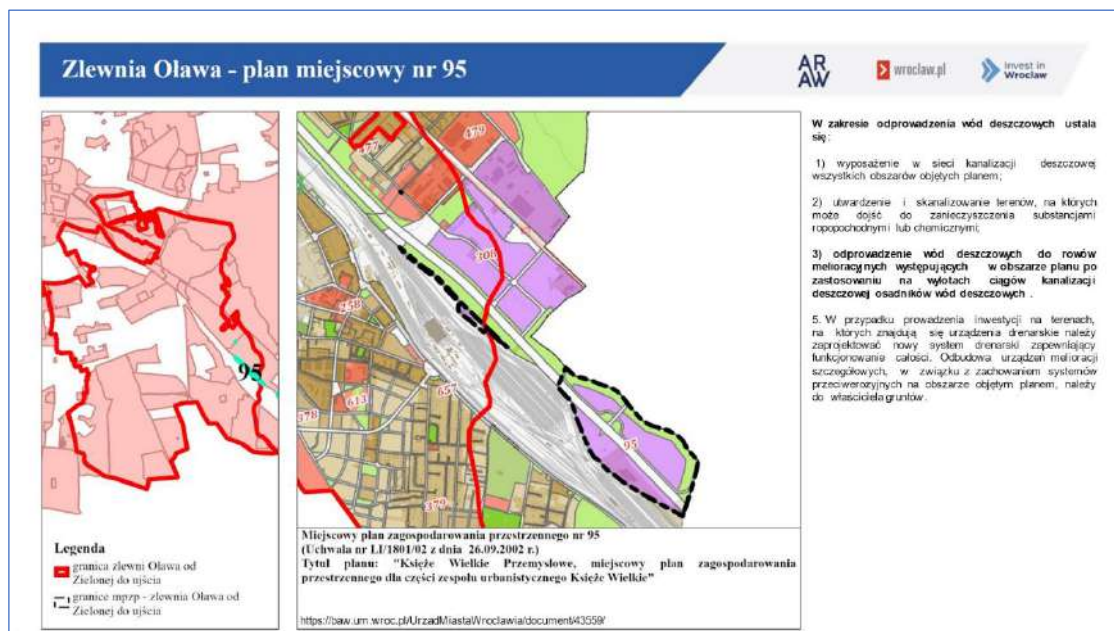 Zlewnia Oława - plan miejscowy nr 95
AR
AW
wroclaw.pl
Invest in
Wrocław
95
Legenda
granica zlewni Oława od
Zielonej do ujścia
granice mpzp - zlewnia Oława od
Zielonej do ujścia
477
479
306
258
657
613
378
95
379
Miejscowy plan zagospodarowania przestrzennego nr 95
(Uchwała nr LI/1801/02 z dnia 26.09.2002 r.)
Tytuł planu: "Księże Wielkie Przemysłowe, miejscowy plan zagospodarowania
przestrzennego dla części zespołu urbanistycznego Księże Wielkie"
https://baw.um.wroc.pl/UrzadMiastaWroclawia/document/43559/
W zakresie odprowadzenia wód deszczowych ustala
się:
1) wyposażenie w sieci kanalizacji deszczowej
wszystkich obszarów objętych planem;
2) utwardzenie i skanalizowanie terenów, na których
może dojść do zanieczyszczenia substancjami
ropopochodnymi lub chemicznymi;
3) odprowadzenie wód deszczowych do rowów
melioracyjnych występujących w obszarze planu po
zastosowaniu na wylotach ciągów kanalizacji
deszczowej osadników wód deszczowych .
5. W przypadku prowadzenia inwestycji na terenach,
na których znajdują się urządzenia drenarskie należy
zaprojektować nowy system drenarski zapewniający
funkcjonowanie całości. Odbudowa urządzeń melioracji
szczegółowych, w związku z zachowaniem systemów
przeciwerozyjnych na obszarze objętym planem, należy
do właściciela gruntów.